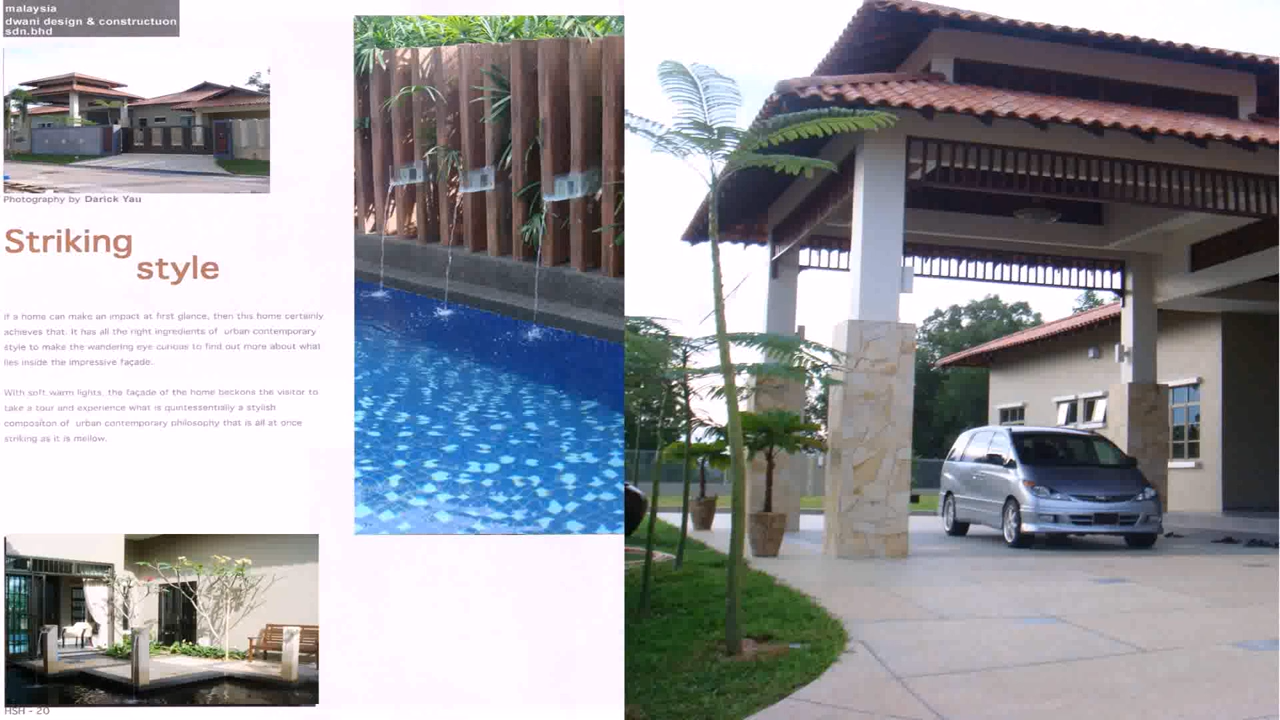 malaysia
dwani design & constructuon
sdn.bhd
Photography by Darick Yau
Striking
style
If a home can make an impact at first glance, then this home certainly
achieves that. It has all the right ingredients of urban contemporary
style to make the wandering eye curious to find out more about what
lies inside the impressive façade.
With soft warm lights, the façade of the home beckons the visitor to
take a tour and experience what is quintessentially a stylish
compositon of urban contemporary philosophy that is all at once
striking as it is mellow.
HSH - 20